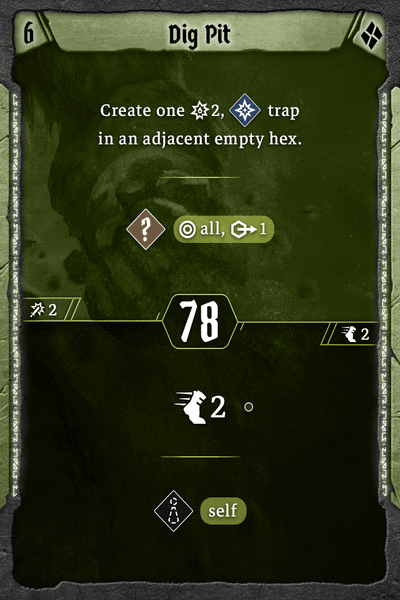 6
Dig Pit
Create one 2, trap
in an adjacent empty hex.
?
all, 1
2
78
2
2
self